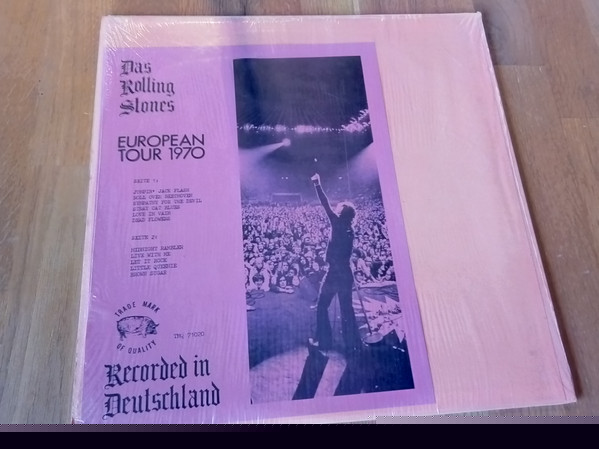 Das
Rolling
Stones
EUROPEAN
TOUR 1970
SEITE 1:
JUMPIN' JACK FLASH
ROLL OVER BEETHOVEN
SYMPATHY FOR THE DEVIL
STRAY CAT BLUES
LOVE IN VAIN
DEAD FLOWERS
SEITE 2:
MIDNIGHT RAMBLER
LIVE WITH ME
LET IT ROCK
LITTLE QUEENIE
BROWN SUGAR
TRADE MARK
OF QUALITY
TMQ 71020
Recorded in
Deutschland